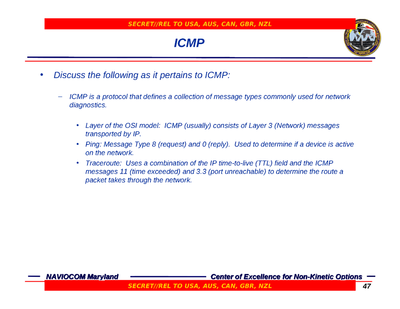 SECRET//REL TO USA, AUS, CAN, GBR, NZL
ICMP
• Discuss the following as it pertains to ICMP:
– ICMP is a protocol that defines a collection of message types commonly used for network
diagnostics.
• Layer of the OSI model: ICMP (usually) consists of Layer 3 (Network) messages
transported by IP.
• Ping: Message Type 8 (request) and 0 (reply). Used to determine if a device is active
on the network.
• Traceroute: Uses a combination of the IP time-to-live (TTL) field and the ICMP
messages 11 (time exceeded) and 3.3 (port unreachable) to determine the route a
packet takes through the network.
NAVIOCOM Maryland
Center of Excellence for Non-Kinetic Options
SECRET//REL TO USA, AUS, CAN, GBR, NZL
47